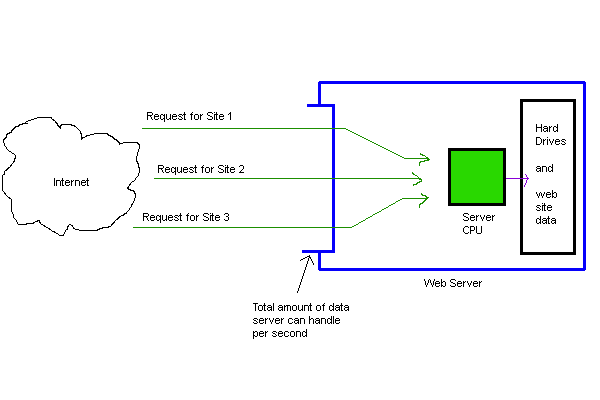 Request for Site 1
Request for Site 2
Request for Site 3
Internet
Hard
Drives
and
web
site
data
Server
CPU
Web Server
Total amount of data
server can handle
per second